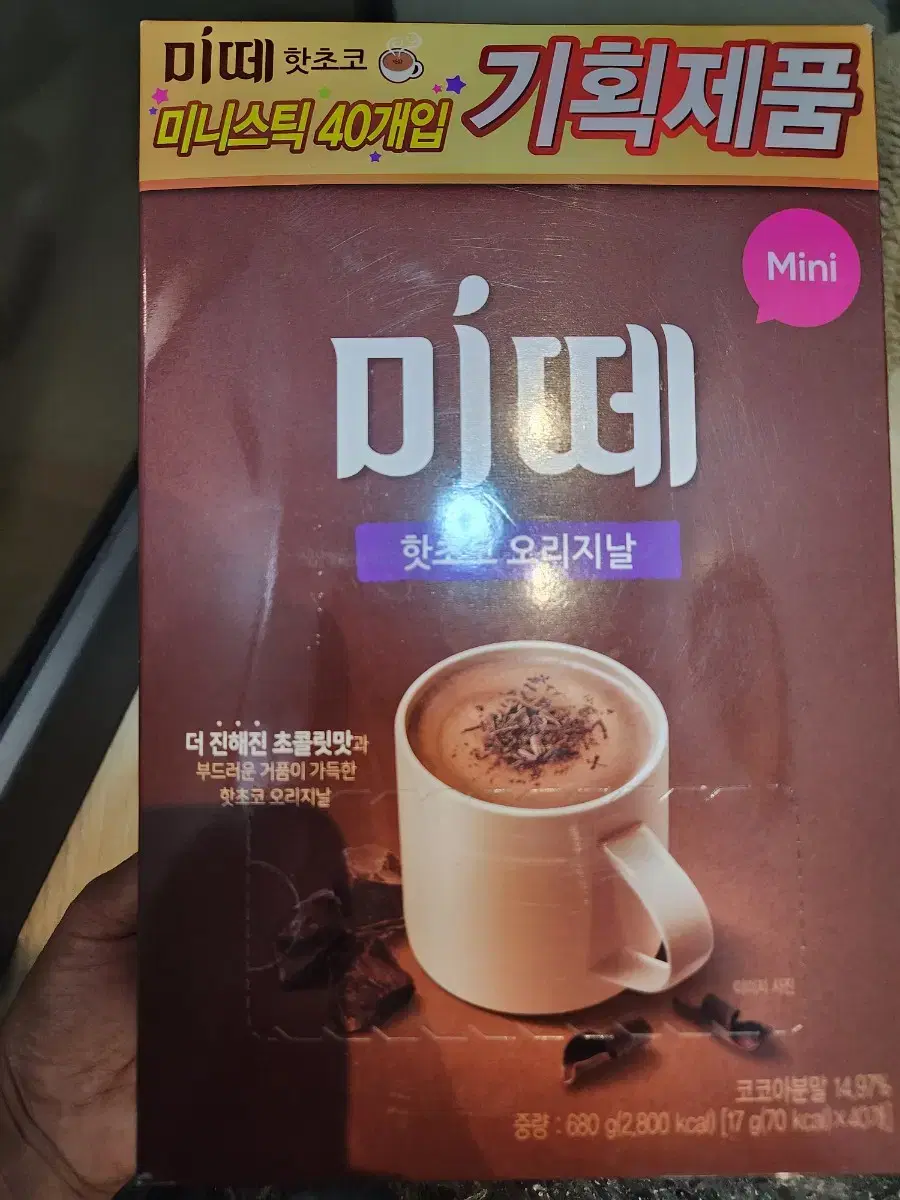 미떼 핫초코
미니스틱 40개입
기획제품
Mini
미떼
핫초코 오리지날
더 진해진 초콜릿맛과
부드러운 거품이 가득한
핫초코 오리지날
이미지 사진
코코아분말 14.97%
중량 : 680 g(2,800 kcal) [17 g(70 kcal)×40개]